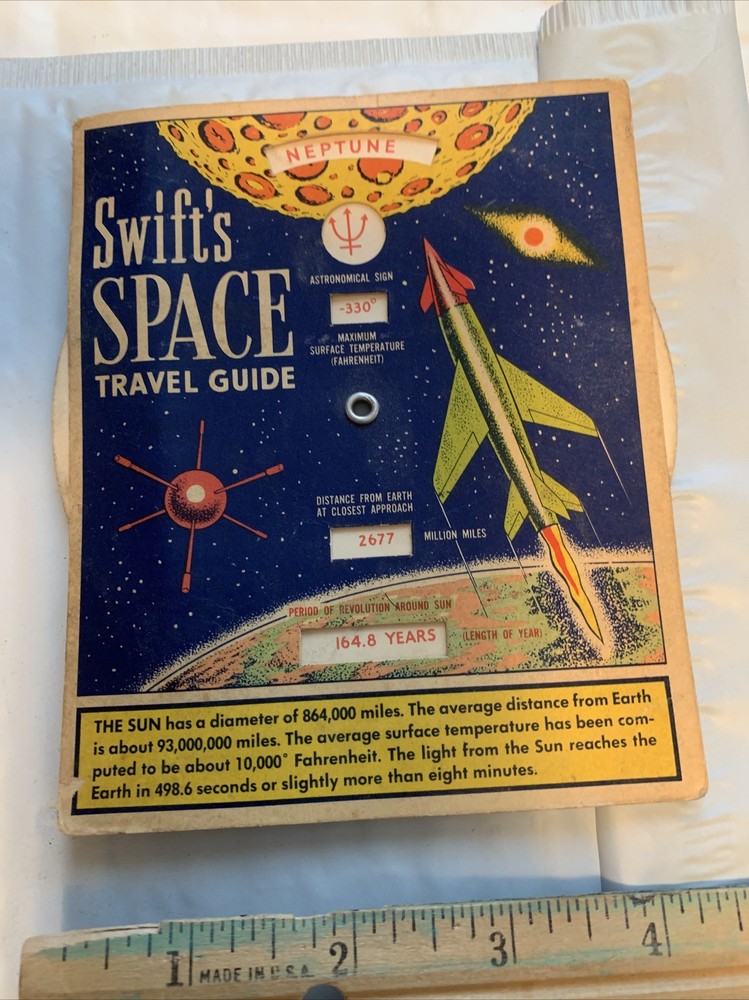 NEPTUNE
Swift's
SPACE
TRAVEL GUIDE
ASTRONOMICAL SIGN
-330°
MAXIMUM
SURFACE TEMPERATURE
(FAHRENHEIT)
DISTANCE FROM EARTH
AT CLOSEST APPROACH
2677 MILLION MILES
PERIOD OF REVOLUTION AROUND SUN
164.8 YEARS (LENGTH OF YEAR)
THE SUN has a diameter of 864,000 miles. The average distance from Earth
is about 93,000,000 miles. The average surface temperature has been com-
puted to be about 10,000° Fahrenheit. The light from the Sun reaches the
Earth in 498.6 seconds or slightly more than eight minutes.
1 MADE IN U.S.A. 2 3 4